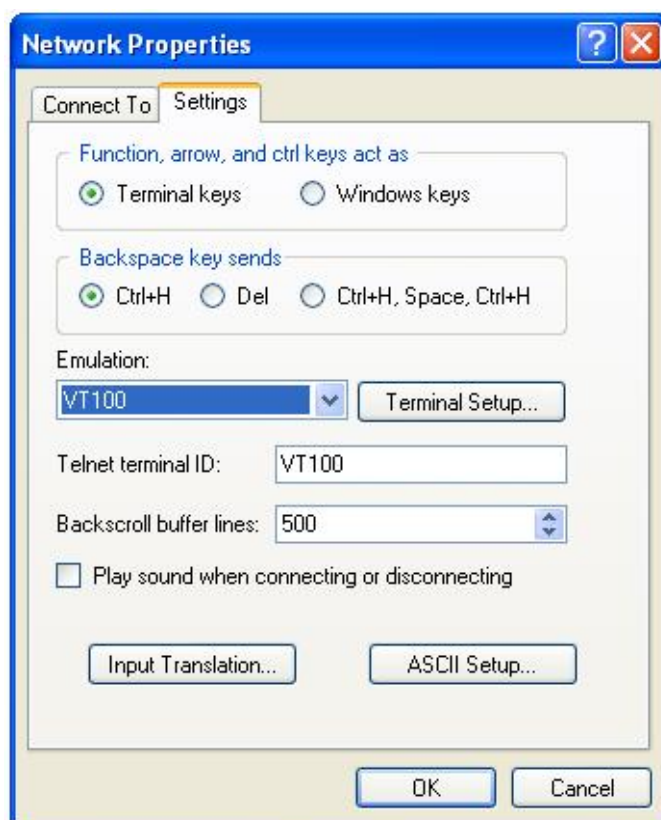 Network Properties
Connect To Settings
Function, arrow, and ctrl keys act as
Terminal keys Windows keys
Backspace key sends
Ctrl+H Del Ctrl+H, Space, Ctrl+H
Emulation:
VT100 Terminal Setup...
Telnet terminal ID: VT100
Backscroll buffer lines: 500
Play sound when connecting or disconnecting
Input Translation... ASCII Setup...
OK Cancel